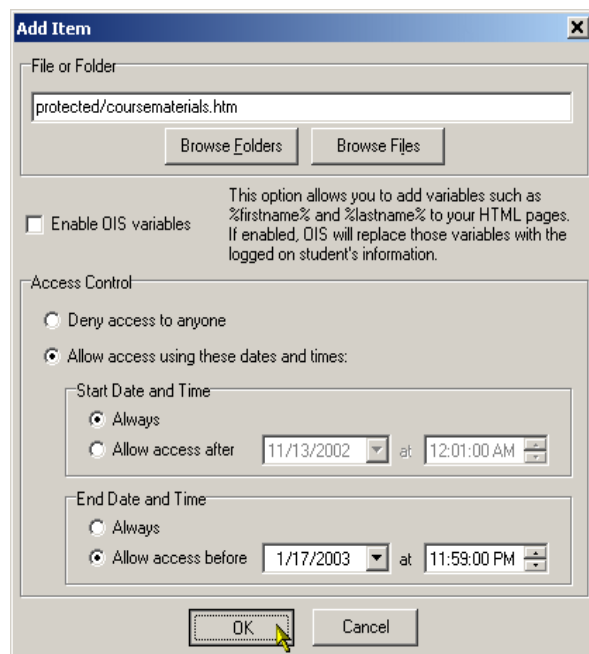 Add Item
File or Folder
protected/coursematerials.htm
Browse Folders Browse Files
Enable OIS variables
This option allows you to add variables such as
%firstname% and %lastname% to your HTML pages.
If enabled, OIS will replace those variables with the
logged on student's information.
Access Control
Deny access to anyone
Allow access using these dates and times:
Start Date and Time
Always
Allow access after 11/13/2002 at 12:01:00 AM
End Date and Time
Always
Allow access before 1/17/2003 at 11:59:00 PM
OK Cancel